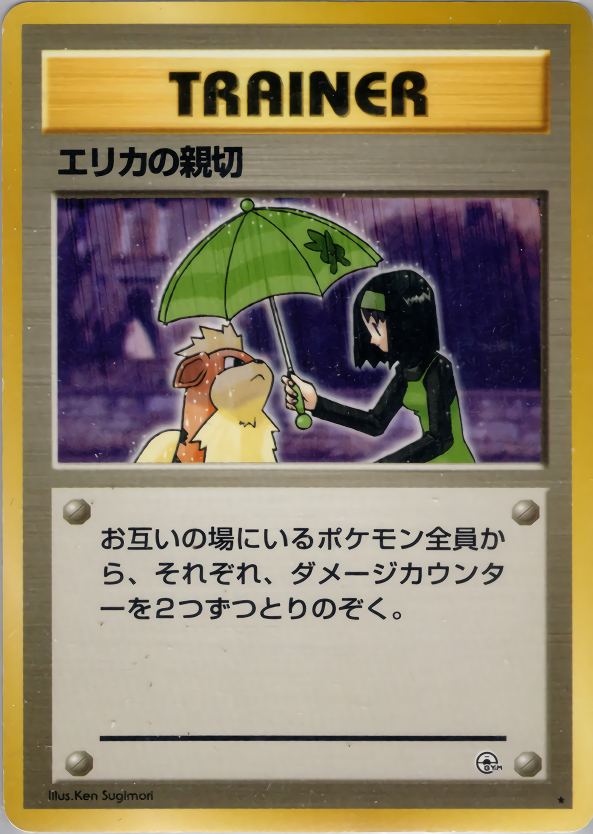 TRAINER
エリカの親切
お互いの場にいるポケモン全員か
ら、それぞれ、ダメージカウンタ
ーを2つずつとりのぞく。
GYM
Illus.Ken Sugimori